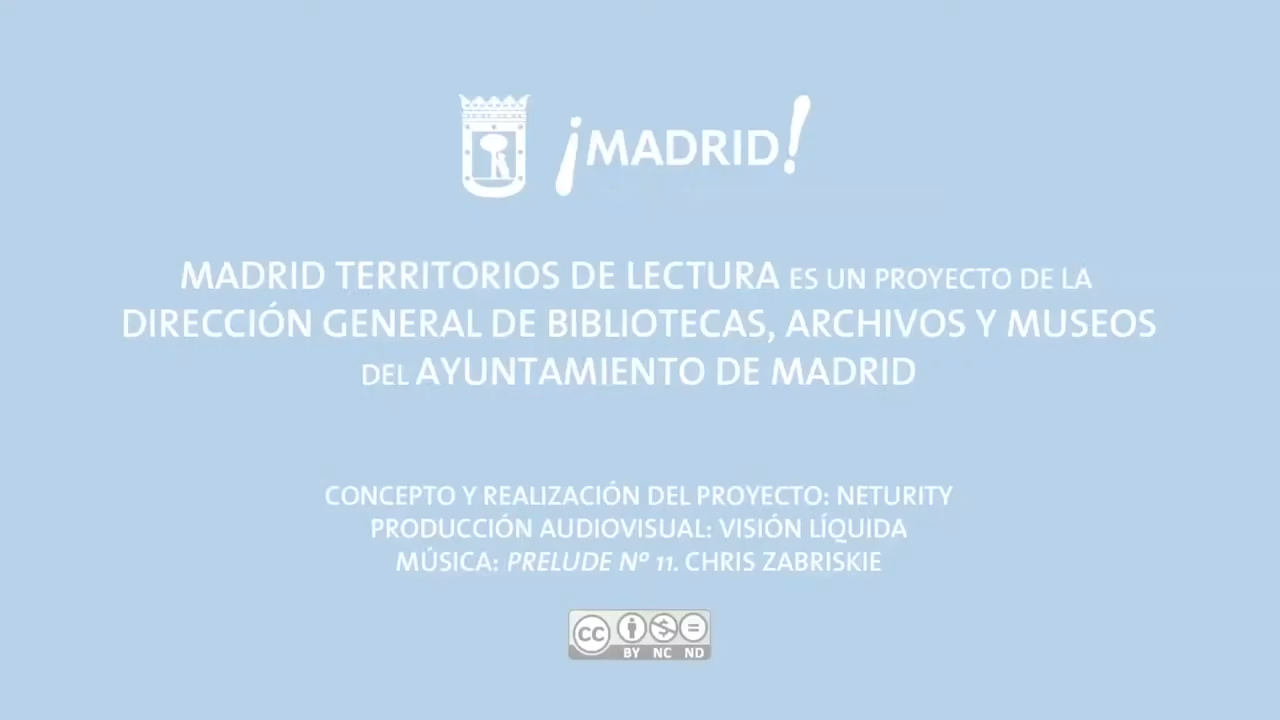 ¡MADRID!
MADRID TERRITORIOS DE LECTURA ES UN PROYECTO DE LA
DIRECCIÓN GENERAL DE BIBLIOTECAS, ARCHIVOS Y MUSEOS
DEL AYUNTAMIENTO DE MADRID
CONCEPTO Y REALIZACIÓN DEL PROYECTO: NETURITY
PRODUCCIÓN AUDIOVISUAL: VISIÓN LÍQUIDA
MÚSICA: PRELUDE Nº 11. CHRIS ZABRISKIE
CC
BY NC ND